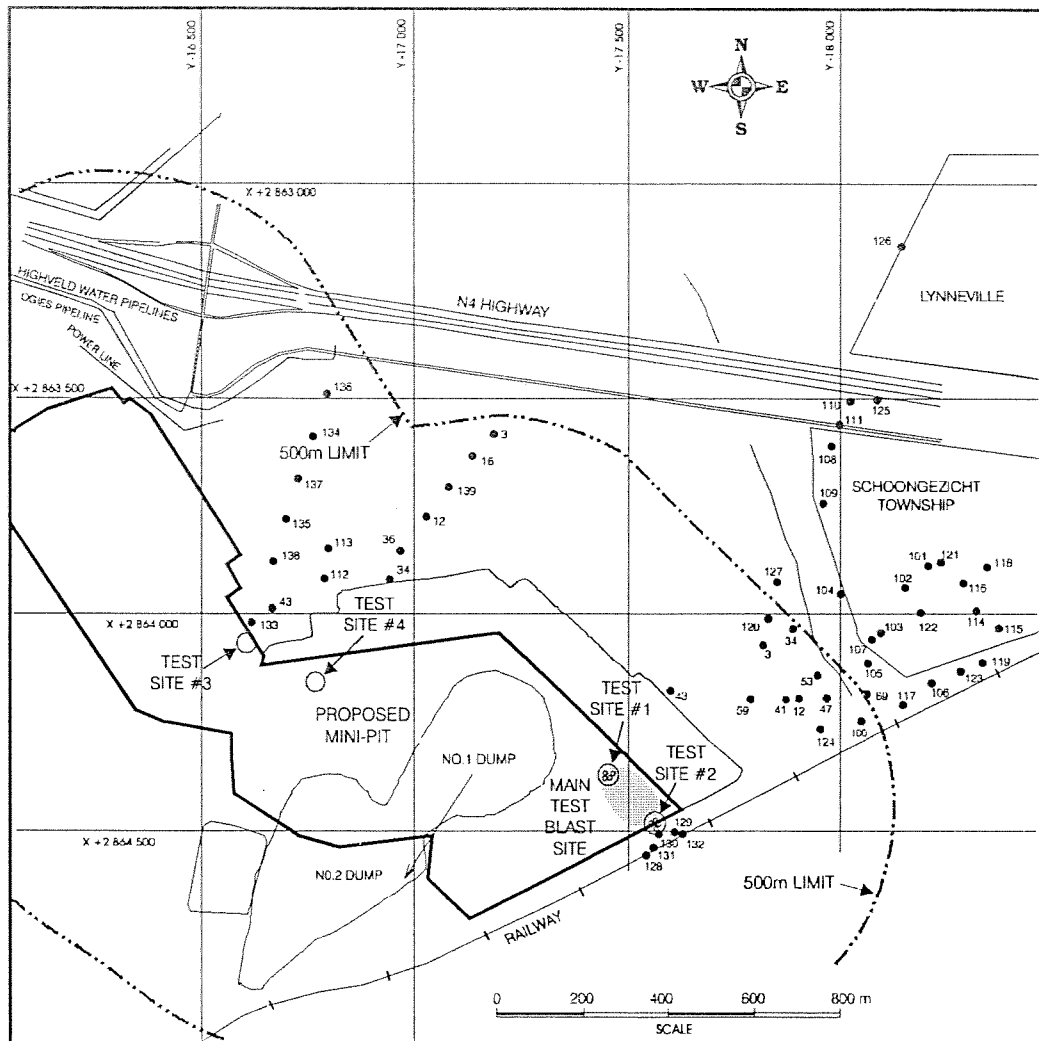 Y -16 500
Y -17 000
Y -17 500
Y -18 000
N
W E
S
X +2 863 000
126
LYNNEVILLE
HIGHVELD WATER PIPELINES
OGIES PIPELINE
POWER LINE
N4 HIGHWAY
X +2 863 500
136
110
125
111
134
500m LIMIT
3
108
16
137
139
SCHOONGEZICHT
TOWNSHIP
109
135
12
113
36
138
112
34
101
121
118
127
102
116
104
43
TEST
SITE #4
133
X +2 864 000
120
34
103
122
114
115
TEST
SITE #3
3
107
105
119
53
123
43
TEST
SITE #1
59
41
12
47
69
106
117
PROPOSED
MINI-PIT
124
100
NO.1 DUMP
TEST
SITE #2
MAIN
TEST
BLAST
SITE
X +2 864 500
129
130
132
131
128
NO.2 DUMP
500m LIMIT
RAILWAY
0 200 400 600 800 m
SCALE